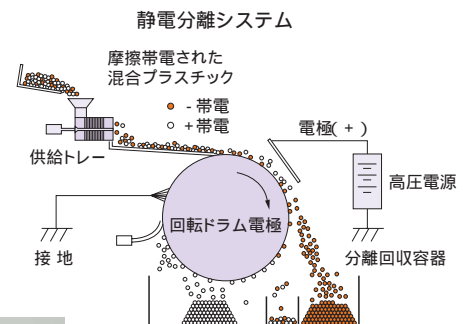 静電分離システム
摩擦帯電された
混合プラスチック
- 帯電
+ 帯電
供給トレー
電極(+)
高圧電源
回転ドラム電極
接 地
分離回収容器